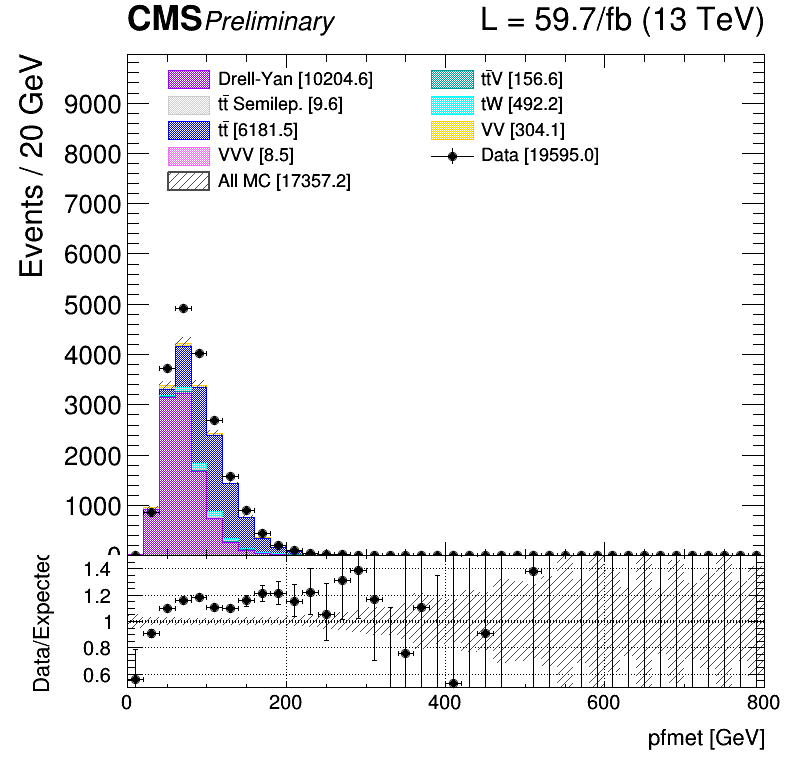 CMS Preliminary L = 59.7/fb (13 TeV)
Events / 20 GeV
Drell-Yan [10204.6]
tt̄ Semilep. [9.6]
tt̄ [6181.5]
VVV [8.5]
All MC [17357.2]
tt̄V [156.6]
tW [492.2]
VV [304.1]
Data [19595.0]
9000
8000
7000
6000
5000
4000
3000
2000
1000
0
Data/Expected
1.4
1.2
1
0.8
0.6
0 200 400 600 800
pfmet [GeV]